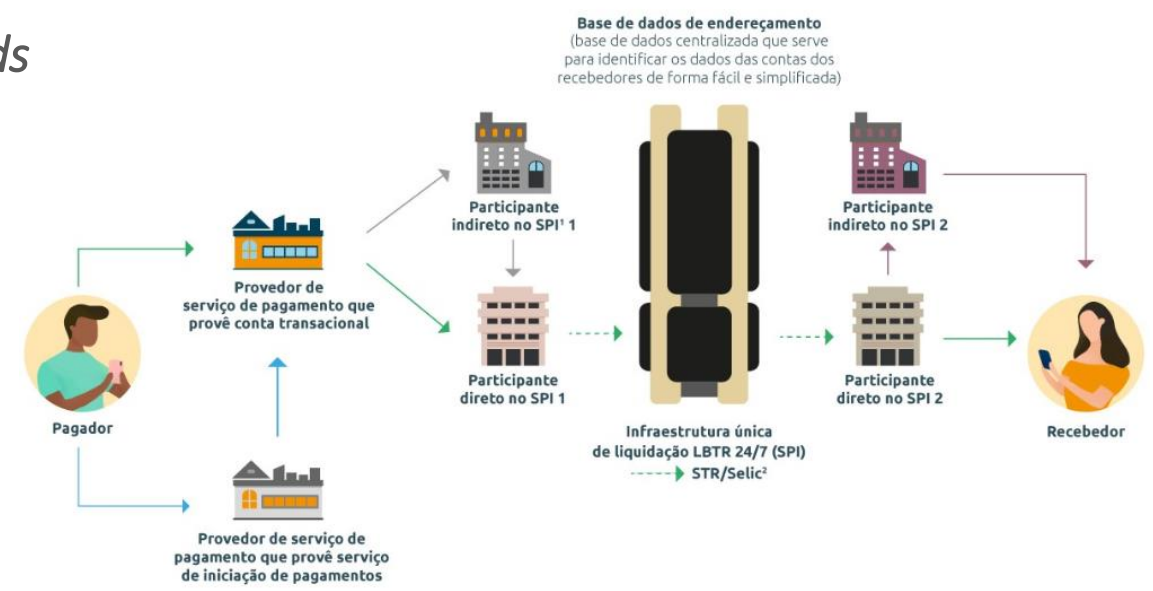 ds
Base de dados de endereçamento
(base de dados centralizada que serve
para identificar os dados das contas dos
recebedores de forma fácil e simplificada)
Participante
indireto no SPI¹ 1
Participante
indireto no SPI 2
Provedor de
serviço de pagamento que
provê conta transacional
Participante
direto no SPI 1
Participante
direto no SPI 2
Pagador
Recebedor
Infraestrutura única
de liquidação LBTR 24/7 (SPI)
STR/Selic²
Provedor de serviço de
pagamento que provê serviço
de iniciação de pagamentos